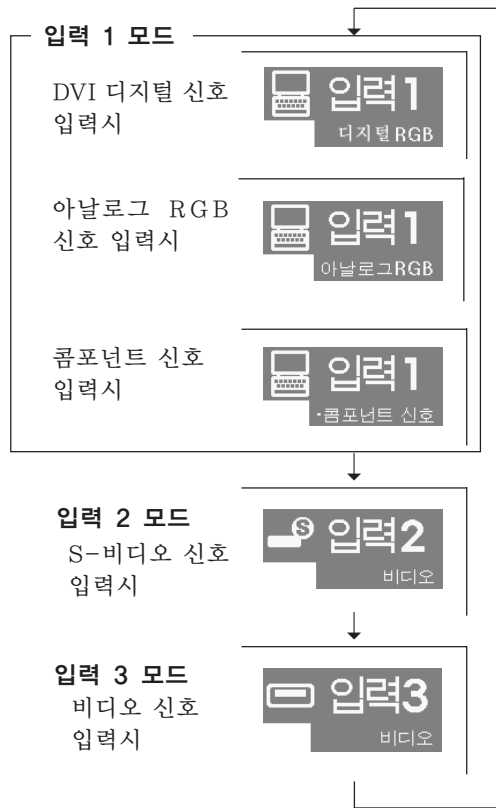 입력 1 모드
DVI 디지털 신호
입력시
입력1
디지털RGB
아날로그 RGB
신호 입력시
입력1
아날로그RGB
콤포넌트 신호
입력시
입력1
·콤포넌트 신호
입력 2 모드
S-비디오 신호
입력시
S
입력2
비디오
입력 3 모드
비디오 신호
입력시
입력3
비디오